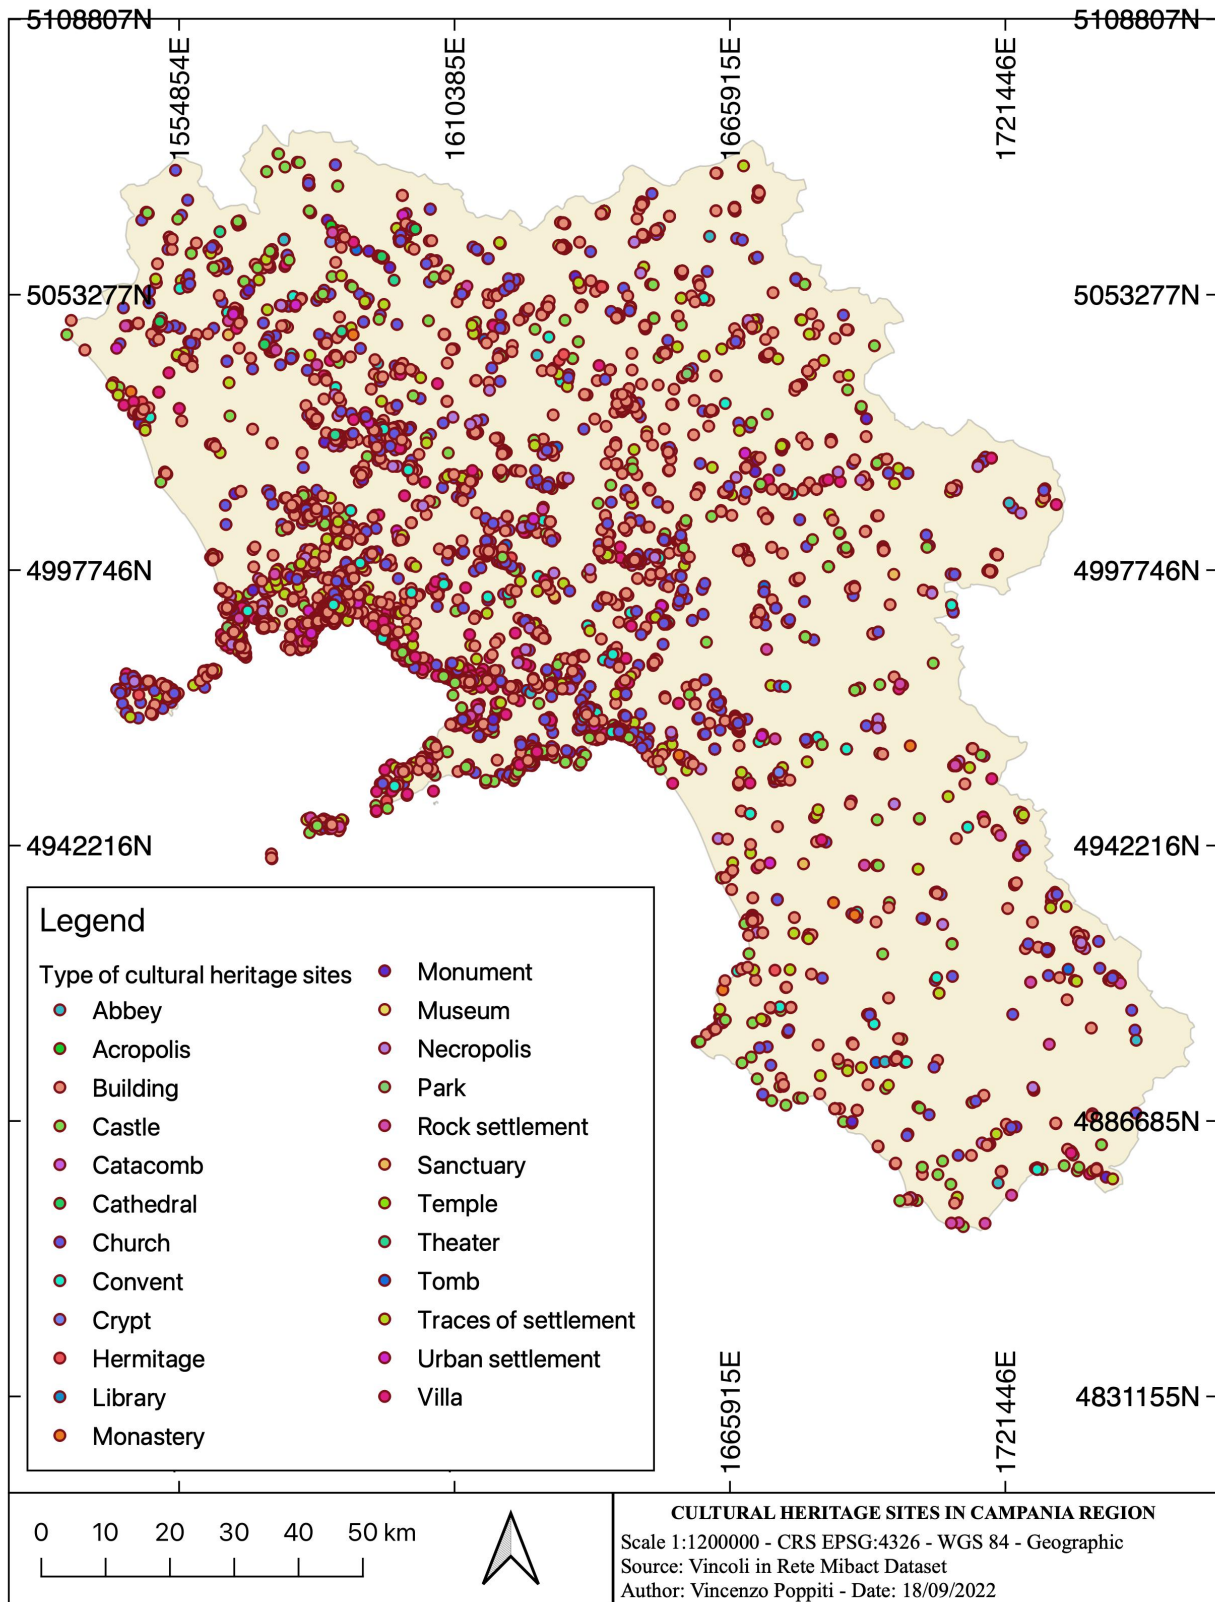 5108807N
5108807N
1554854E
1610385E
1665915E
1721446E
5053277N
5053277N
4997746N
4997746N
4942216N
4942216N
Legend
Type of cultural heritage sites
Abbey
Acropolis
Building
Castle
Catacomb
Cathedral
Church
Convent
Crypt
Hermitage
Library
Monastery
Monument
Museum
Necropolis
Park
Rock settlement
Sanctuary
Temple
Theater
Tomb
Traces of settlement
Urban settlement
Villa
4886685N
4831155N
1665915E
1721446E
0 10 20 30 40 50 km
CULTURAL HERITAGE SITES IN CAMPANIA REGION
Scale 1:1200000 - CRS EPSG:4326 - WGS 84 - Geographic
Source: Vincoli in Rete Mibact Dataset
Author: Vincenzo Poppiti - Date: 18/09/2022